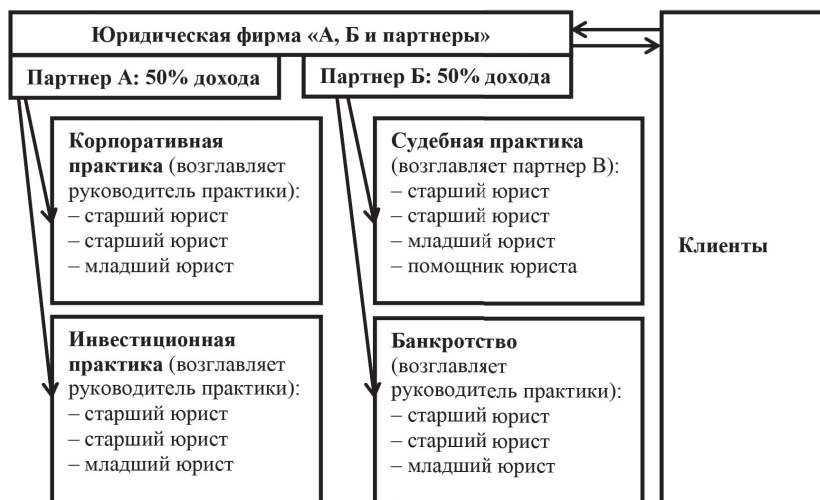 Юридическая фирма «А, Б и партнеры»
Партнер А: 50% дохода
Партнер Б: 50% дохода
Корпоративная
практика (возглавляет
руководитель практики):
– старший юрист
– старший юрист
– младший юрист
Судебная практика
(возглавляет партнер В):
– старший юрист
– старший юрист
– младший юрист
– помощник юриста
Инвестиционная
практика (возглавляет
руководитель практики):
– старший юрист
– старший юрист
– младший юрист
Банкротство
(возглавляет
руководитель практики):
– старший юрист
– старший юрист
– младший юрист
Клиенты